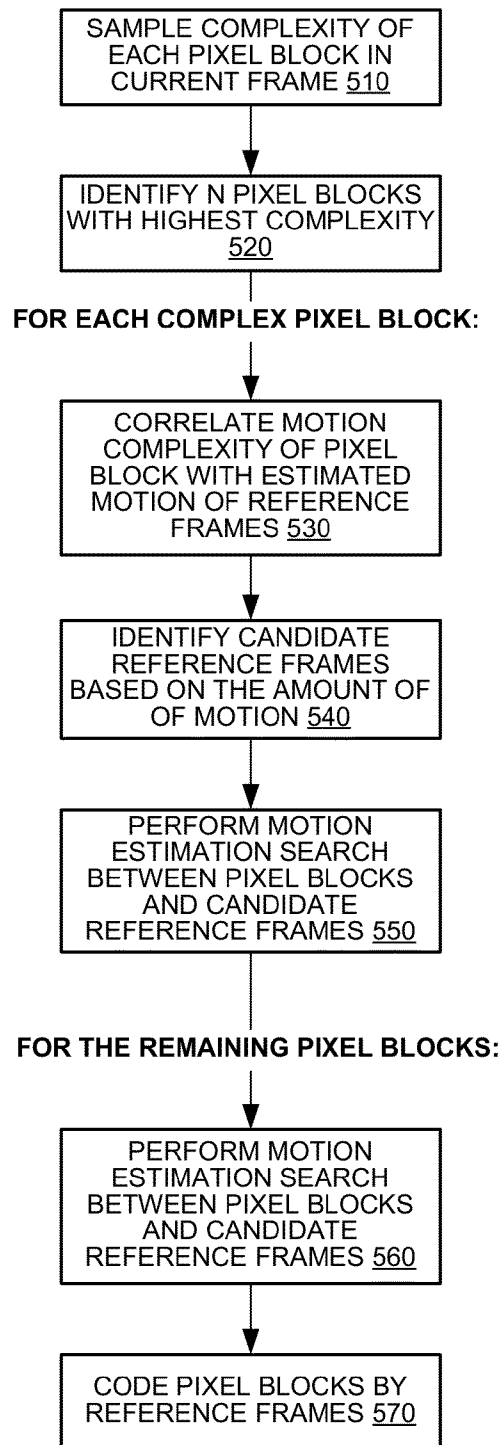 SAMPLE COMPLEXITY OF
EACH PIXEL BLOCK IN
CURRENT FRAME 510
IDENTIFY N PIXEL BLOCKS
WITH HIGHEST COMPLEXITY
520
FOR EACH COMPLEX PIXEL BLOCK:
CORRELATE MOTION
COMPLEXITY OF PIXEL
BLOCK WITH ESTIMATED
MOTION OF REFERENCE
FRAMES 530
IDENTIFY CANDIDATE
REFERENCE FRAMES
BASED ON THE AMOUNT OF
OF MOTION 540
PERFORM MOTION
ESTIMATION SEARCH
BETWEEN PIXEL BLOCKS
AND CANDIDATE
REFERENCE FRAMES 550
FOR THE REMAINING PIXEL BLOCKS:
PERFORM MOTION
ESTIMATION SEARCH
BETWEEN PIXEL BLOCKS
AND CANDIDATE
REFERENCE FRAMES 560
CODE PIXEL BLOCKS BY
REFERENCE FRAMES 570